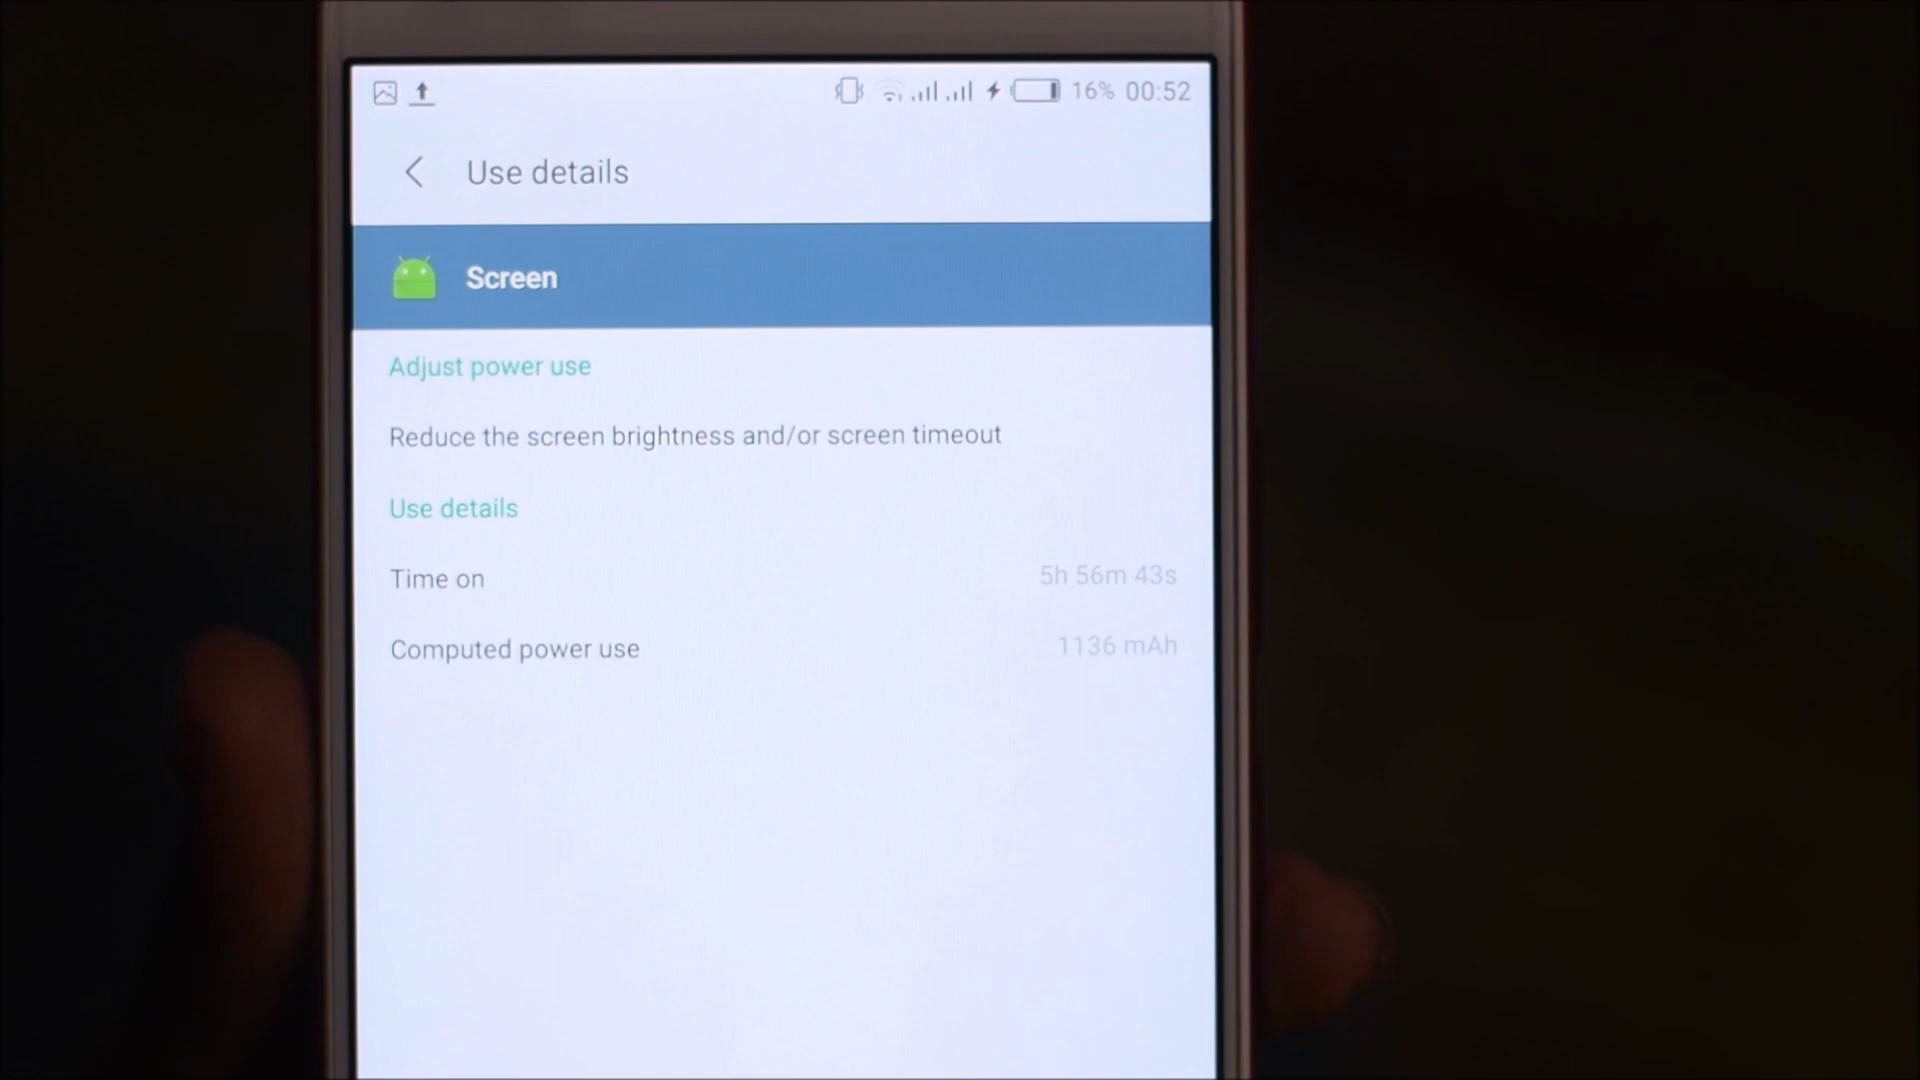 16% 00:52
Use details
Screen
Adjust power use
Reduce the screen brightness and/or screen timeout
Use details
Time on 5h 56m 43s
Computed power use 1136 mAh